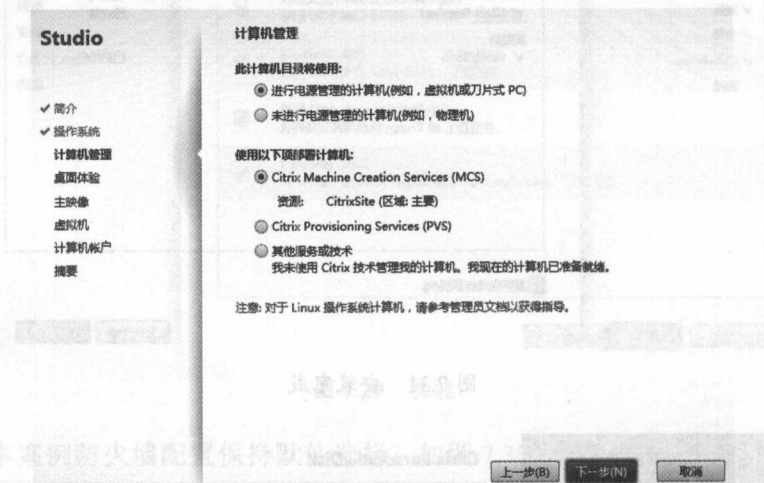 Studio
✔ 简介
✔ 操作系统
计算机管理
桌面体验
主映像
虚拟机
计算机帐户
摘要
计算机管理
此计算机目录将使用:
进行电源管理的计算机(例如，虚拟机或刀片式 PC)
未进行电源管理的计算机(例如，物理机)
使用以下项部署计算机:
Citrix Machine Creation Services (MCS)
资源: CitrixSite (区域: 主要)
Citrix Provisioning Services (PVS)
其他服务或技术
我未使用 Citrix 技术管理我的计算机。我现在的计算机已准备就绪。
注意: 对于 Linux 操作系统计算机，请参考管理员文档以获得指导。
上一步(B)
下一步(N)
取消